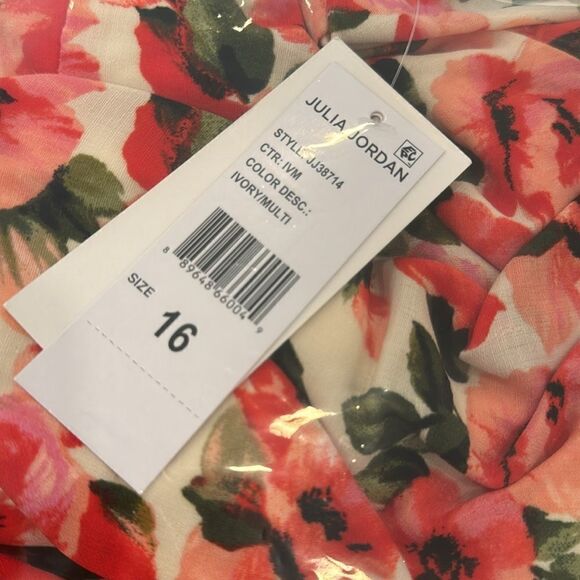 JULIA JORDAN
STYLE: JJ38714
CTR: IVM
COLOR DESC.:
IVORY/MULTI
8 89648 66004 9
SIZE
16